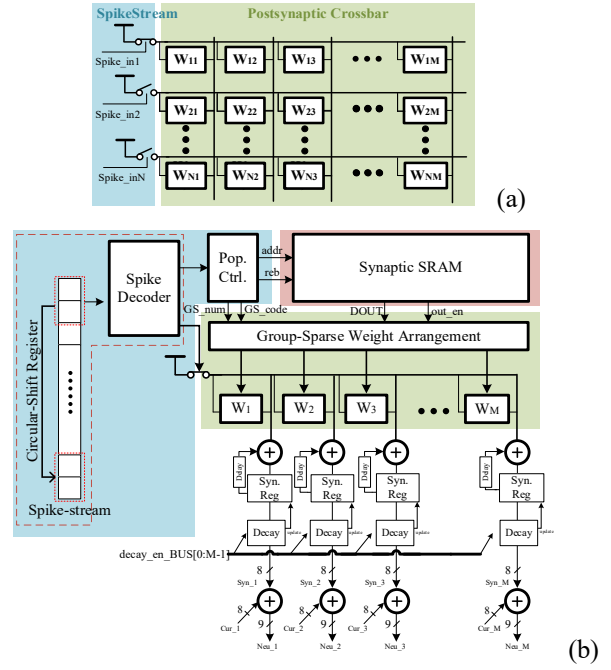 SpikeStream Postsynaptic Crossbar
Spike_in1
W11 W12 W13 W1M
Spike_in2
W21 W22 W23 W2M
Spike_inN
WN1 WN2 WN3 WNM
(a)
Circular-Shift Register
Spike-stream
Spike
Decoder
Pop.
Ctrl.
addr
reb
Synaptic SRAM
GS_num GS_code DOUT out_en
Group-Sparse Weight Arrangement
W1 W2 W3 WM
Dday Dday Dday Dday
Syn.
Reg
Syn.
Reg
Syn.
Reg
Syn.
Reg
Decay update Decay update Decay update Decay update
decay_en_BUS[0:M-1]
8 8 8 8
Syn_1 Syn_2 Syn_3 Syn_M
8 8 8 8
Cur_1 Cur_2 Cur_3 Cur_M
9 9 9 9
Neu_1 Neu_2 Neu_3 Neu_M
(b)